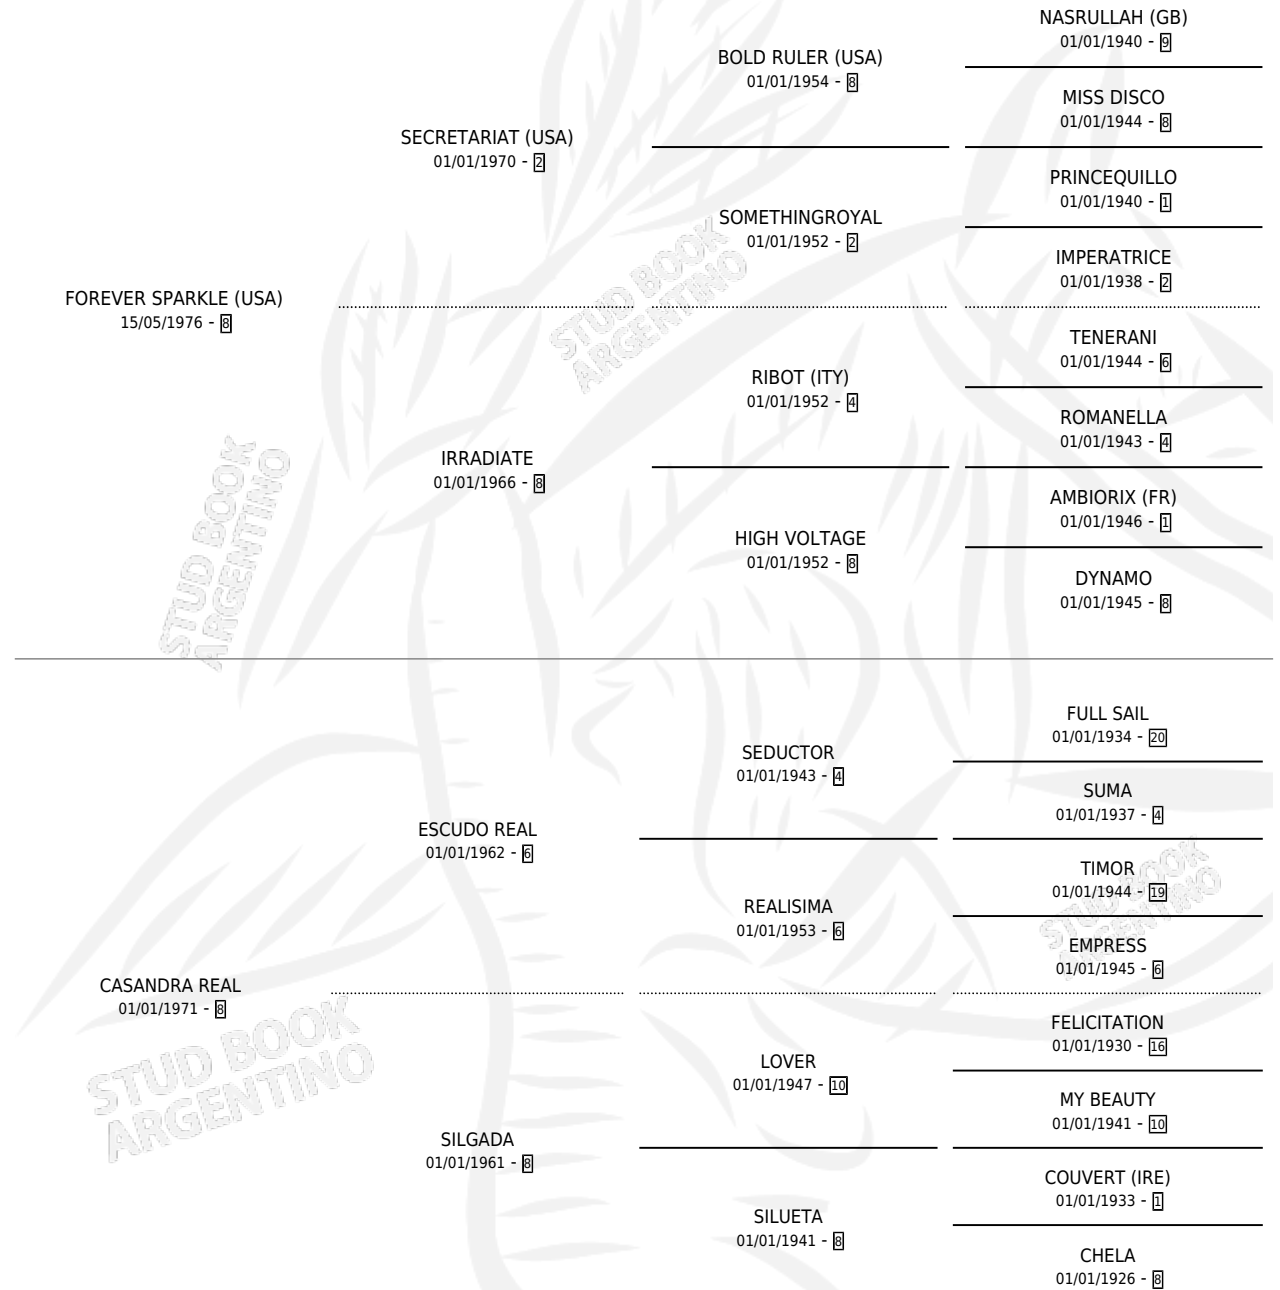 FOREVER SPARKLE (USA)
15/05/1976 - 8
SECRETARIAT (USA)
01/01/1970 - 2
BOLD RULER (USA)
01/01/1954 - 8
NASRULLAH (GB)
01/01/1940 - 9
MISS DISCO
01/01/1944 - 8
SOMETHINGROYAL
01/01/1952 - 2
PRINCEQUILLO
01/01/1940 - 1
IMPERATRICE
01/01/1938 - 2
IRRADIATE
01/01/1966 - 8
RIBOT (ITY)
01/01/1952 - 4
TENERANI
01/01/1944 - 6
ROMANELLA
01/01/1943 - 4
HIGH VOLTAGE
01/01/1952 - 8
AMBIORIX (FR)
01/01/1946 - 1
DYNAMO
01/01/1945 - 8
CASANDRA REAL
01/01/1971 - 8
ESCUDO REAL
01/01/1962 - 6
SEDUCTOR
01/01/1943 - 4
FULL SAIL
01/01/1934 - 20
SUMA
01/01/1937 - 4
REALISIMA
01/01/1953 - 6
TIMOR
01/01/1944 - 19
EMPRESS
01/01/1945 - 6
SILGADA
01/01/1961 - 8
LOVER
01/01/1947 - 10
FELICITATION
01/01/1930 - 16
MY BEAUTY
01/01/1941 - 10
SILUETA
01/01/1941 - 8
COUVERT (IRE)
01/01/1933 - 1
CHELA
01/01/1926 - 8
STUD BOOK
ARGENTINO
STUD BOOK
ARGENTINO
STUD BOOK
ARGENTINO
STUD BOOK
ARGENTINO